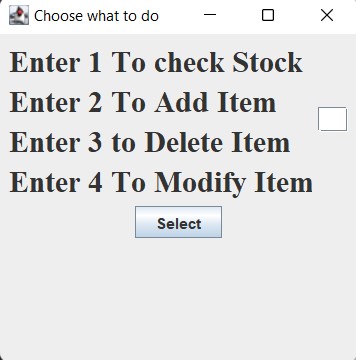 Choose what to do
Enter 1 To check Stock
Enter 2 To Add Item
Enter 3 to Delete Item
Enter 4 To Modify Item
Select